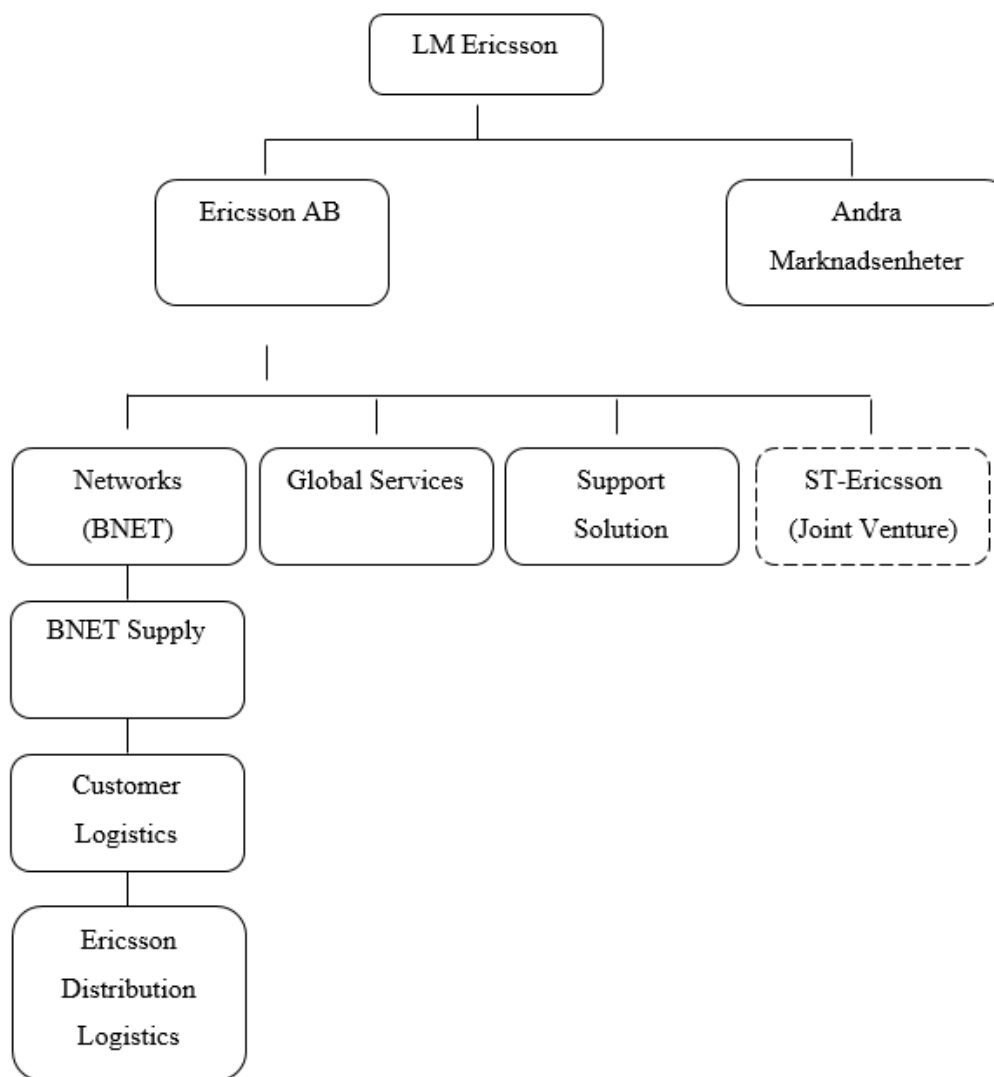 LM Ericsson
Ericsson AB
Andra
Marknadsenheter
Networks
(BNET)
Global Services
Support
Solution
ST-Ericsson
(Joint Venture)
BNET Supply
Customer
Logistics
Ericsson
Distribution
Logistics